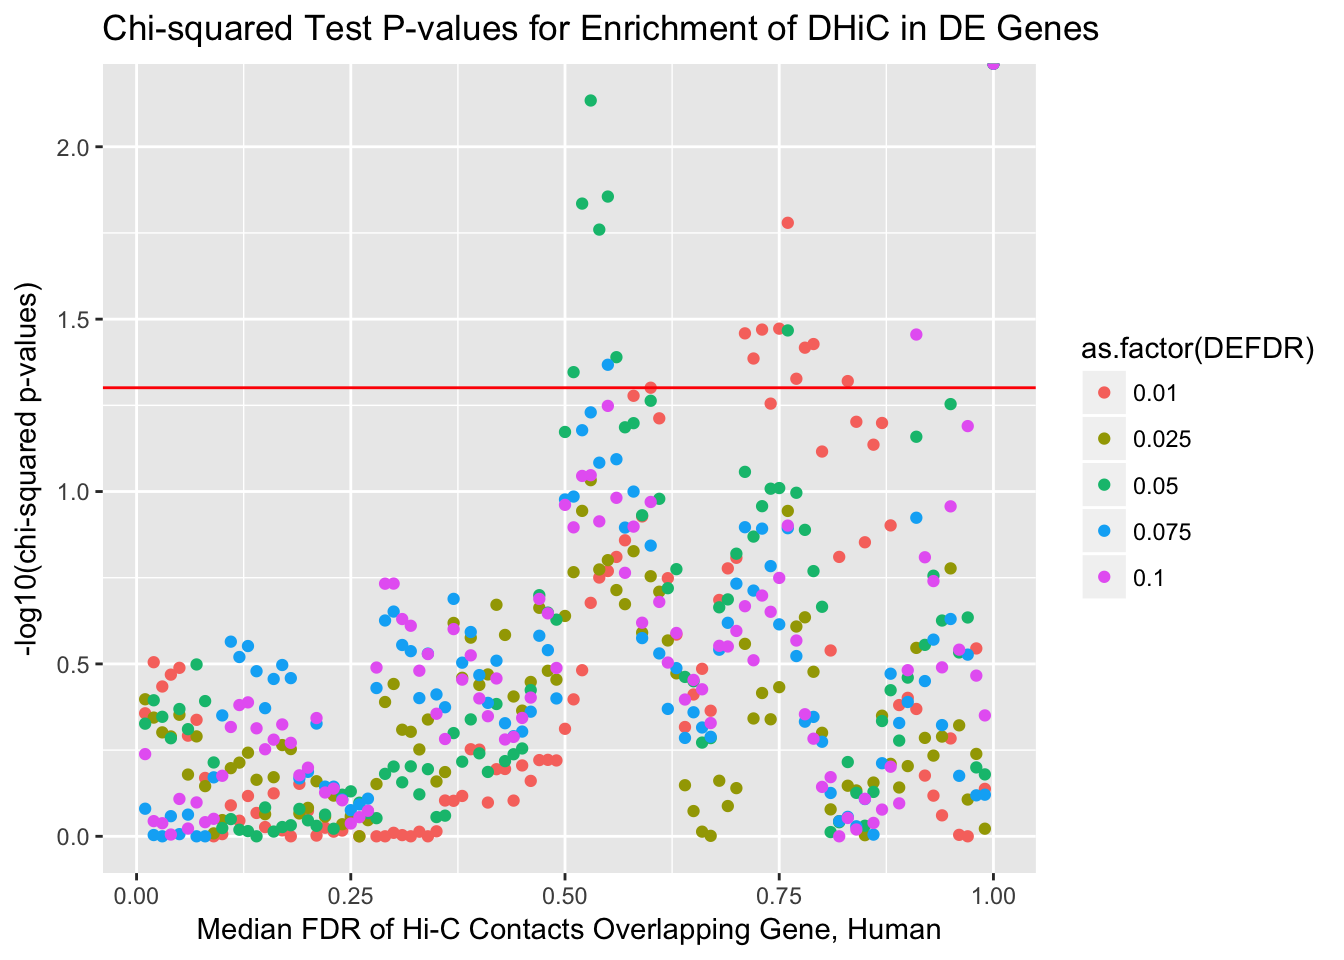 Chi-squared Test P-values for Enrichment of DHiC in DE Genes
-log10(chi-squared p-values)
2.0
1.5
1.0
0.5
0.0
0.00 0.25 0.50 0.75 1.00
Median FDR of Hi-C Contacts Overlapping Gene, Human
as.factor(DEFDR)
0.01
0.025
0.05
0.075
0.1